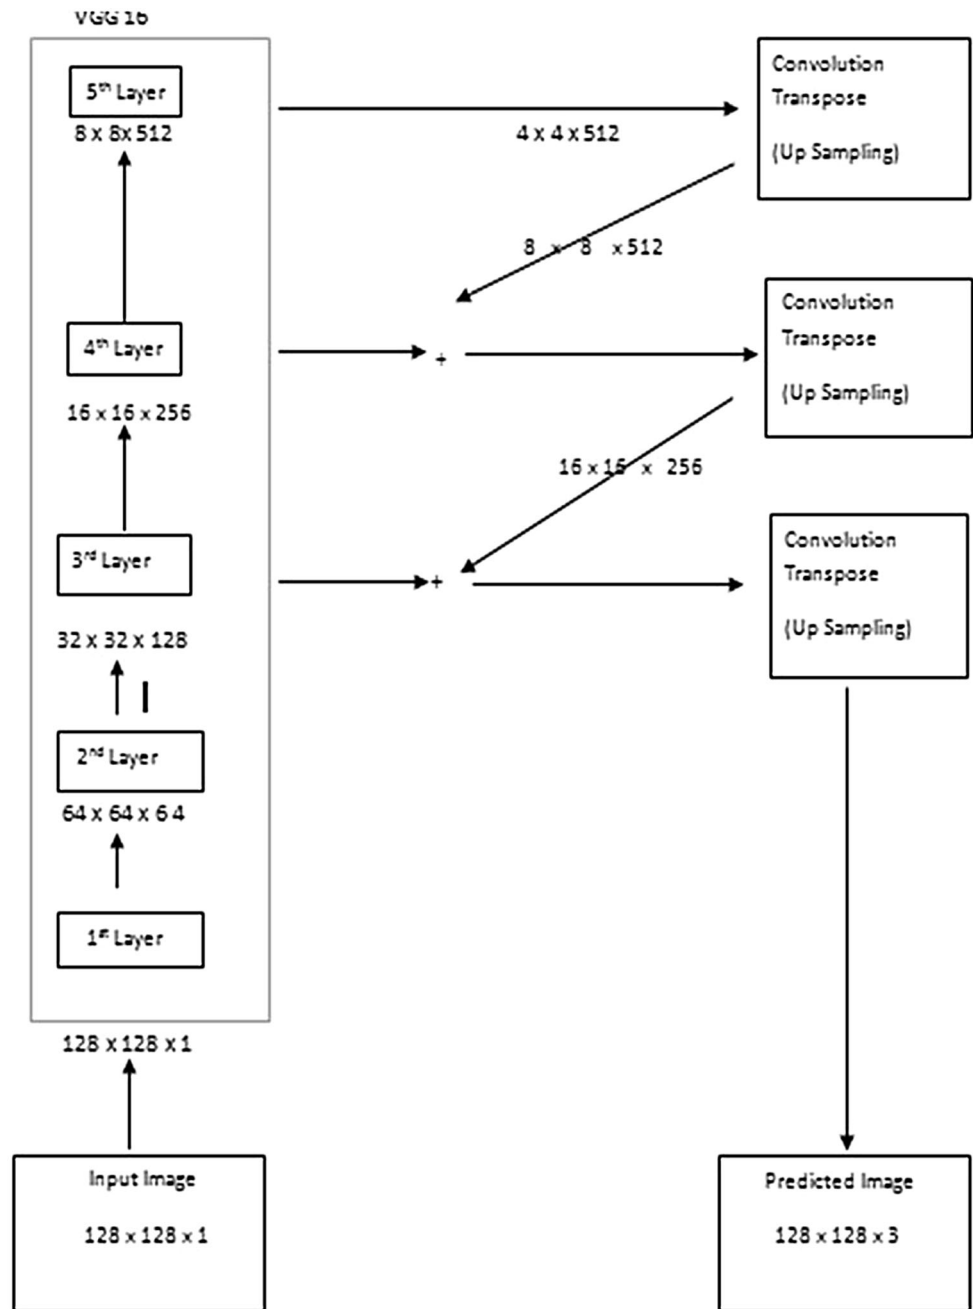 VGG 16
5th Layer
8 x 8x 512
4 x 4 x 512
Convolution
Transpose
(Up Sampling)
8 x 8 x 512
4th Layer
+
Convolution
Transpose
(Up Sampling)
16 x 16 x 256
16 x 16 x 256
3rd Layer
+
Convolution
Transpose
(Up Sampling)
32 x 32 x 128
2nd Layer
64 x 64 x 6 4
1st Layer
128 x 128 x 1
Input Image
128 x 128 x 1
Predicted Image
128 x 128 x 3